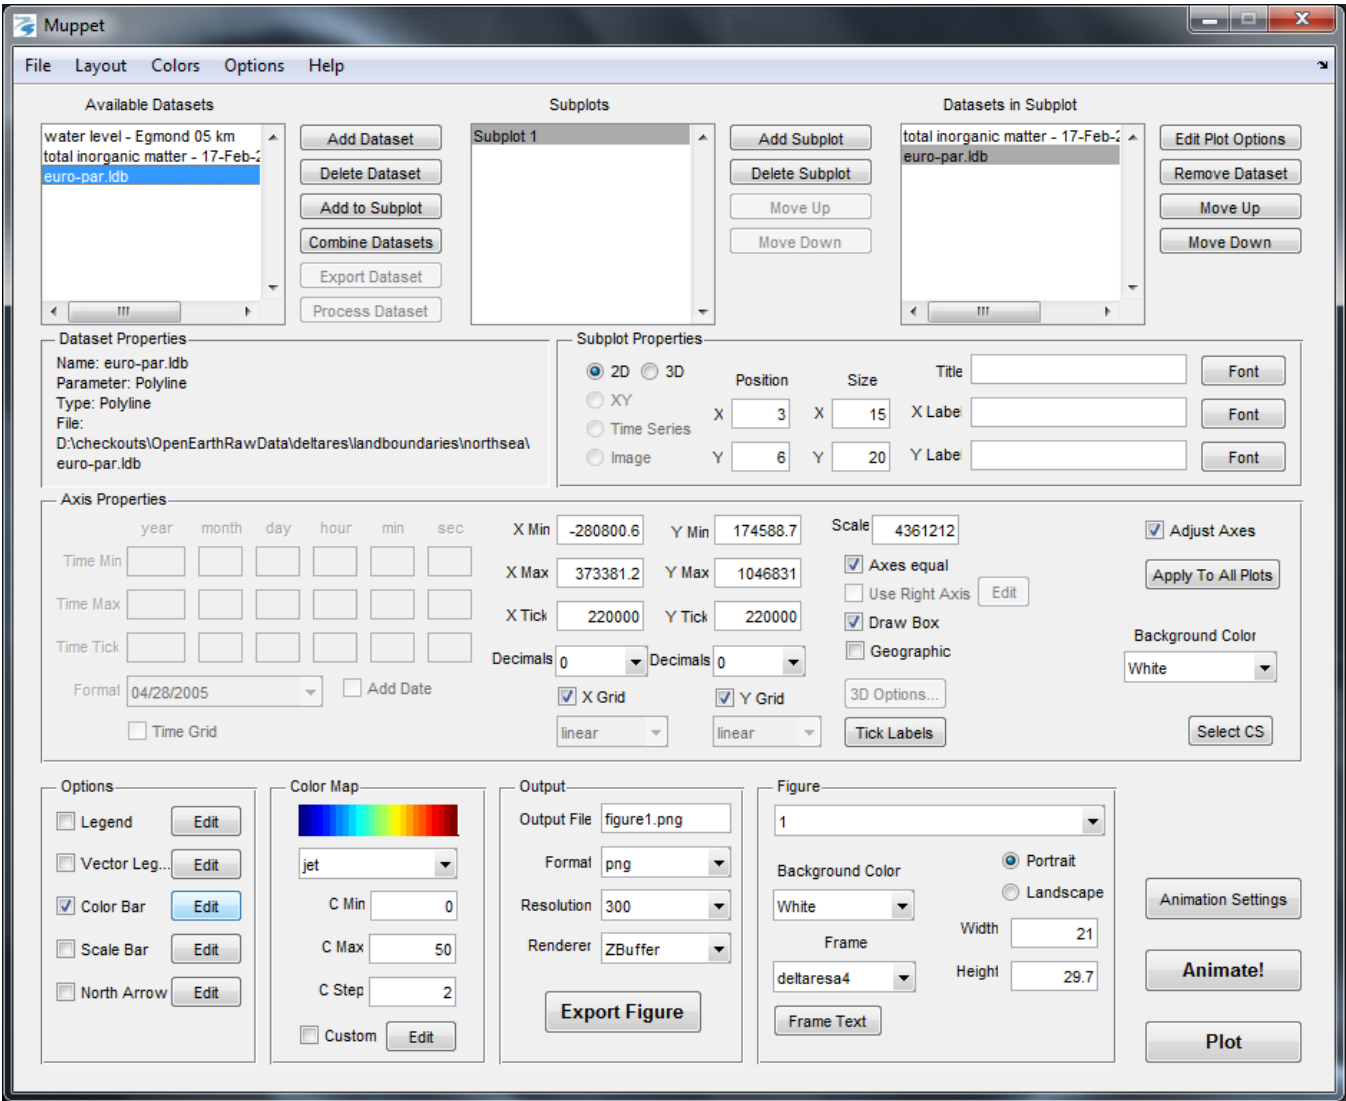 Muppet
File Layout Colors Options Help
Available Datasets
water level - Egmond 05 km
total inorganic matter - 17-Feb-2
euro-par.ldb
Add Dataset
Delete Dataset
Add to Subplot
Combine Datasets
Export Dataset
Process Dataset
Subplots
Subplot 1
Add Subplot
Delete Subplot
Move Up
Move Down
Datasets in Subplot
total inorganic matter - 17-Feb-2
euro-par.ldb
Edit Plot Options
Remove Dataset
Move Up
Move Down
Dataset Properties
Name: euro-par.ldb
Parameter: Polyline
Type: Polyline
File:
D:\checkouts\OpenEarthRawData\deltares\landboundaries\northsea\
euro-par.ldb
Subplot Properties
2D 3D
XY
Time Series
Image
Position Size
X 3 X 15
Y 6 Y 20
Title Font
X Label Font
Y Label Font
Axis Properties
year month day hour min sec
Time Min
Time Max
Time Tick
Format 04/28/2005 Add Date
Time Grid
X Min -280800.6 Y Min 174588.7
X Max 373381.2 Y Max 1046831
X Tick 220000 Y Tick 220000
Decimals 0 Decimals 0
X Grid Y Grid
linear linear
Scale 4361212
Axes equal
Use Right Axis Edit
Draw Box
Geographic
3D Options...
Tick Labels
Adjust Axes
Apply To All Plots
Background Color
White
Select CS
Options
Legend Edit
Vector Leg... Edit
Color Bar Edit
Scale Bar Edit
North Arrow Edit
Color Map
jet
C Min 0
C Max 50
C Step 2
Custom Edit
Output
Output File figure1.png
Format png
Resolution 300
Renderer ZBuffer
Export Figure
Figure
1
Background Color
White
Frame
deltaresa4
Frame Text
Portrait
Landscape
Width 21
Height 29.7
Animation Settings
Animate!
Plot